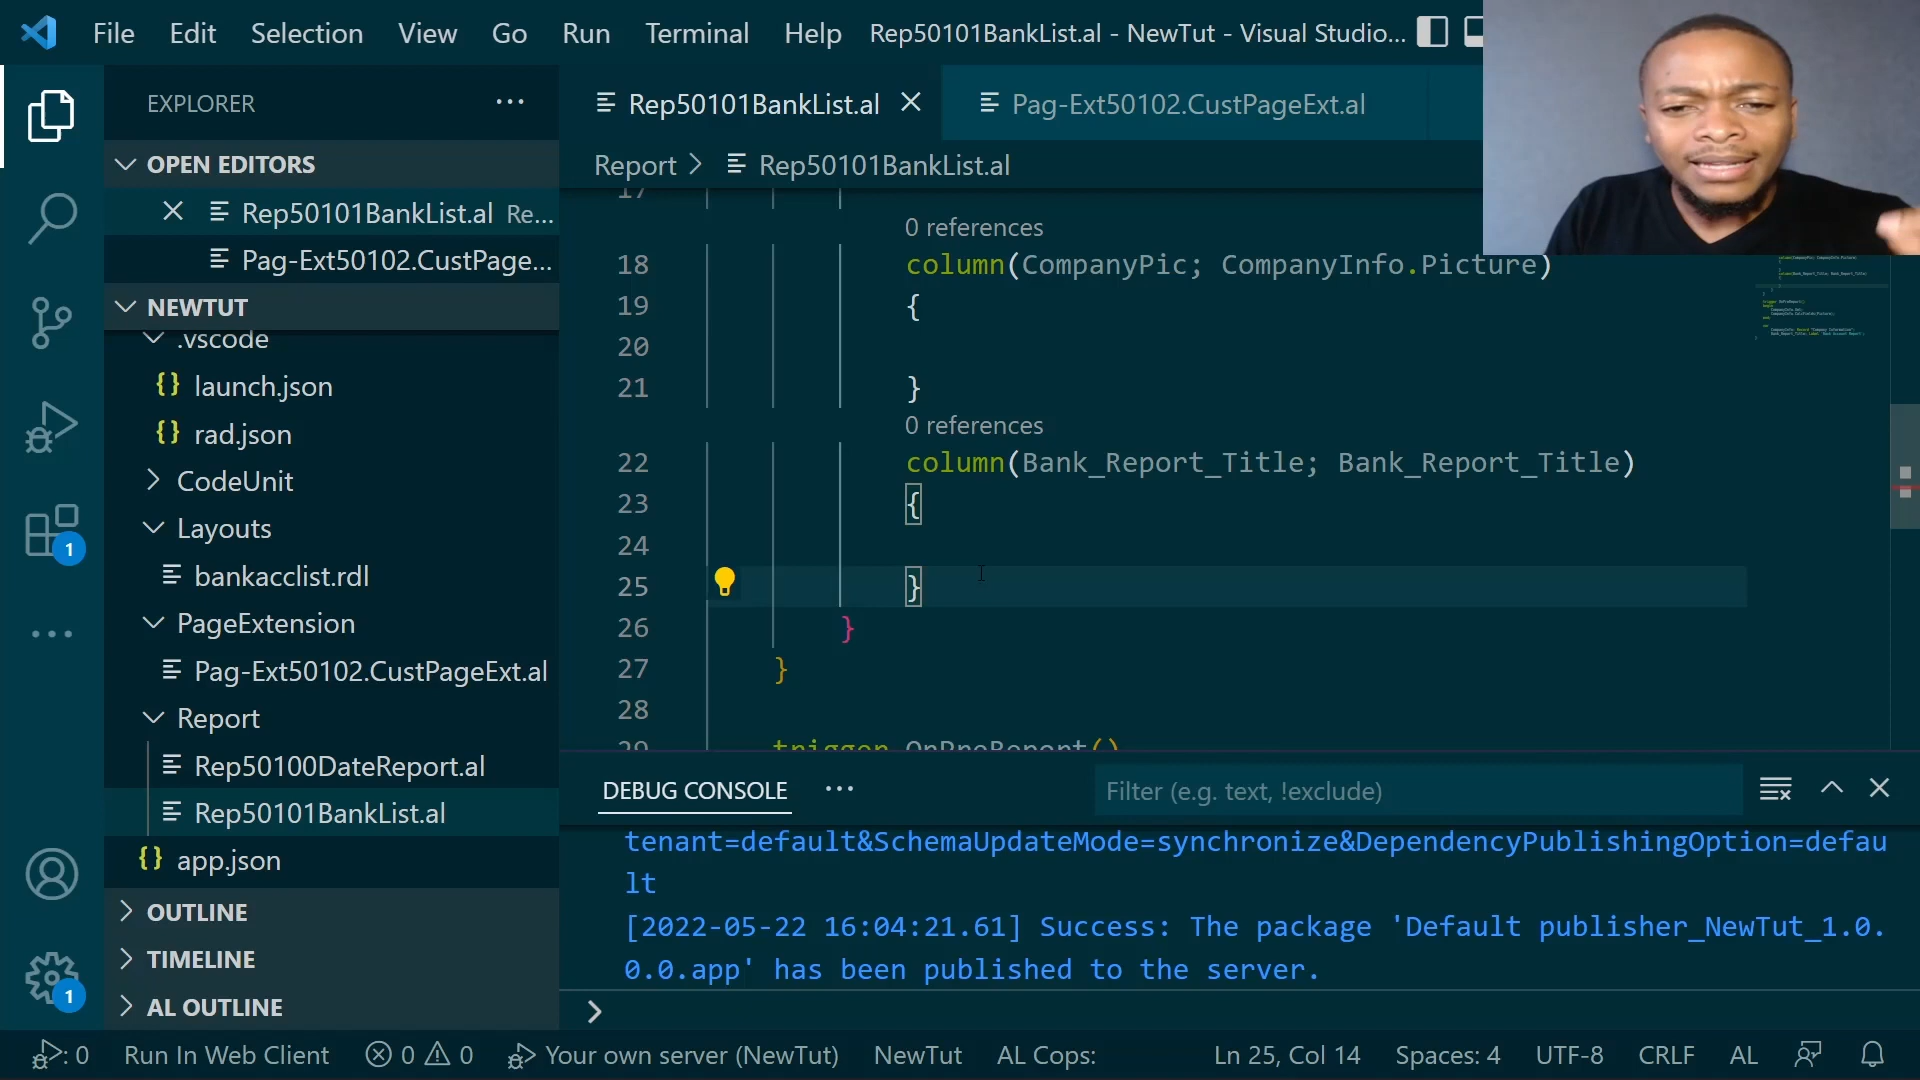 File Edit Selection View Go Run Terminal Help Rep50101BankList.al - NewTut - Visual Studio...
EXPLORER ...
OPEN EDITORS
Rep50101BankList.al Re...
Pag-Ext50102.CustPage...
NEWTUT
.vscode
{} launch.json
{} rad.json
CodeUnit
Layouts
bankacclist.rdl
PageExtension
Pag-Ext50102.CustPageExt.al
Report
Rep50100DateReport.al
Rep50101BankList.al
{} app.json
OUTLINE
TIMELINE
AL OUTLINE
1
1
Rep50101BankList.al Pag-Ext50102.CustPageExt.al
Report > Rep50101BankList.al
17
0 references
18 column(CompanyPic; CompanyInfo.Picture)
19 {
20
21 }
0 references
22 column(Bank_Report_Title; Bank_Report_Title)
23 {
24
25 }
26 }
27 }
28
29 trigger OnPreReport()
DEBUG CONSOLE ... Filter (e.g. text, !exclude)
tenant=default&SchemaUpdateMode=synchronize&DependencyPublishingOption=defau
lt
[2022-05-22 16:04:21.61] Success: The package 'Default publisher_NewTut_1.0.
0.0.app' has been published to the server.
>
: 0 Run In Web Client 0 0 Your own server (NewTut) NewTut AL Cops: Ln 25, Col 14 Spaces: 4 UTF-8 CRLF AL